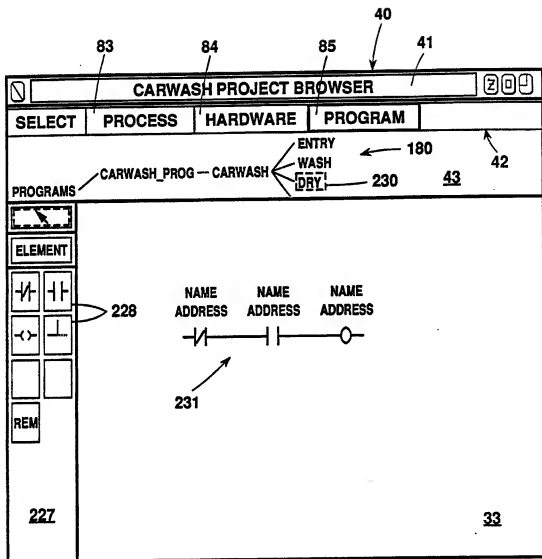 83 84 85 40 41
CARWASH PROJECT BROWSER
SELECT PROCESS HARDWARE PROGRAM
ENTRY
WASH
DRY
PROGRAMS CARWASH_PROG CARWASH
180
42
230
43
ELEMENT
228
NAME NAME NAME
ADDRESS ADDRESS ADDRESS
231
REM
227
33